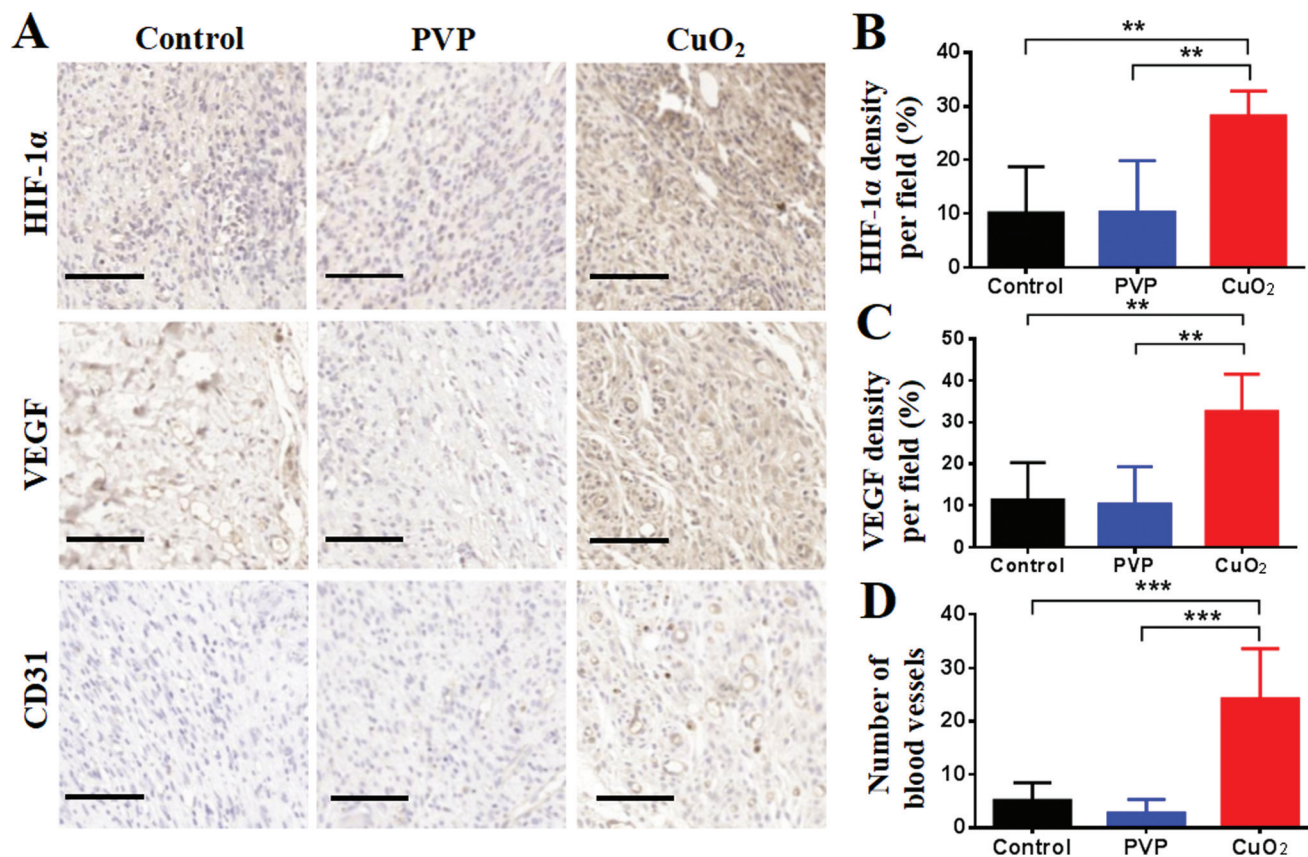 A
Control
PVP
CuO₂
HIF-1α
VEGF
CD31
B
**
**
HIF-1α density
per field (%)
40
30
20
10
0
Control
PVP
CuO₂
C
**
**
VEGF density
per field (%)
50
40
30
20
10
0
Control
PVP
CuO₂
D
***
***
Number of
blood vessels
40
30
20
10
0
Control
PVP
CuO₂